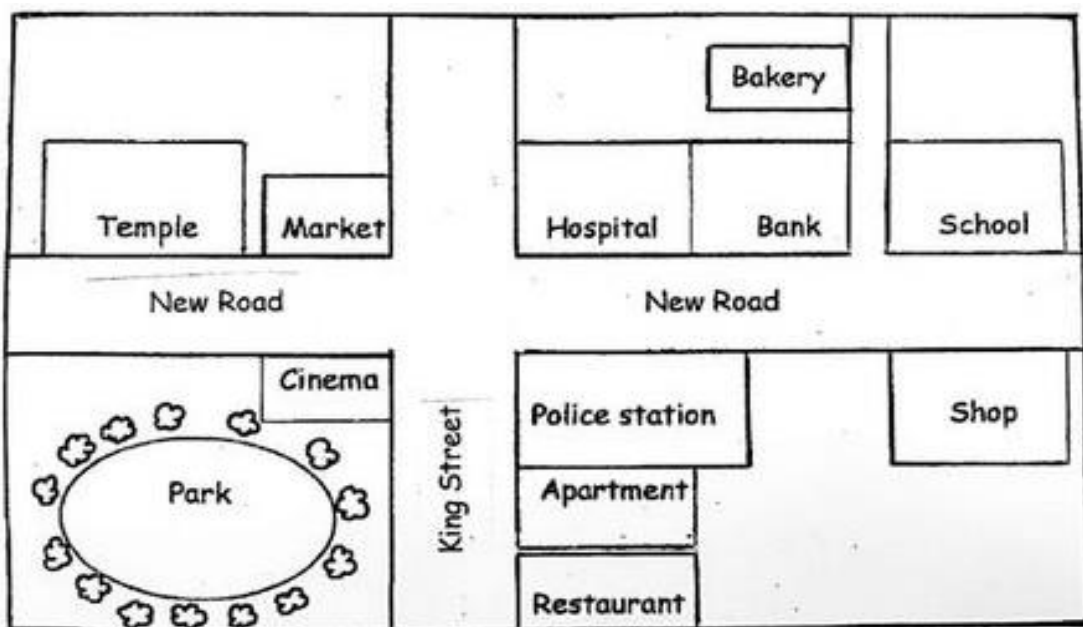 Bakery
Temple
Market
Hospital
Bank
School
New Road
New Road
Cinema
Police station
Shop
Park
King Street
Apartment
Restaurant